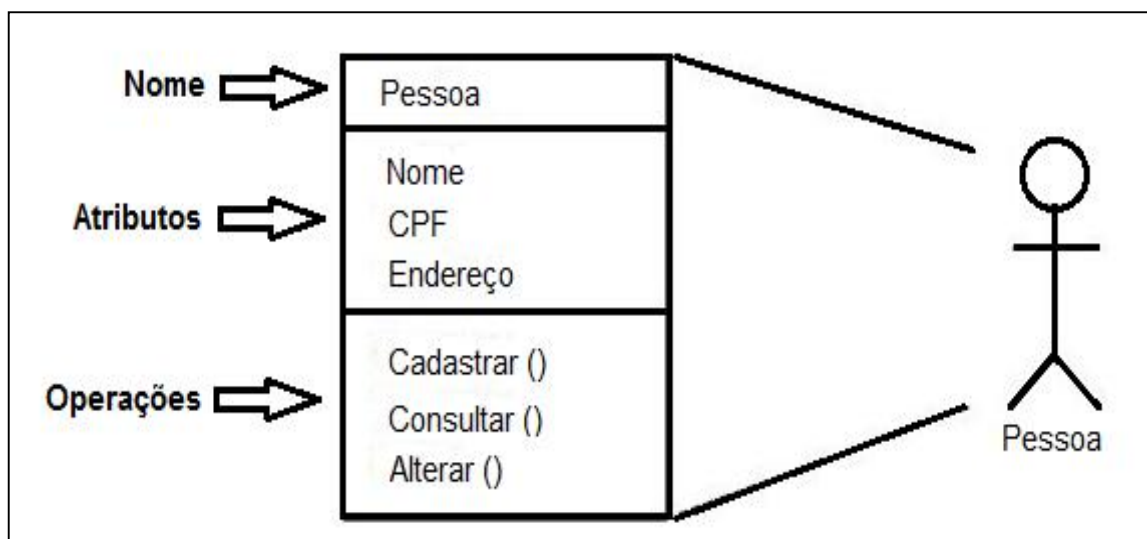 Nome
Pessoa
Atributos
Nome
CPF
Endereço
Operações
Cadastrar ()
Consultar ()
Alterar ()
Pessoa